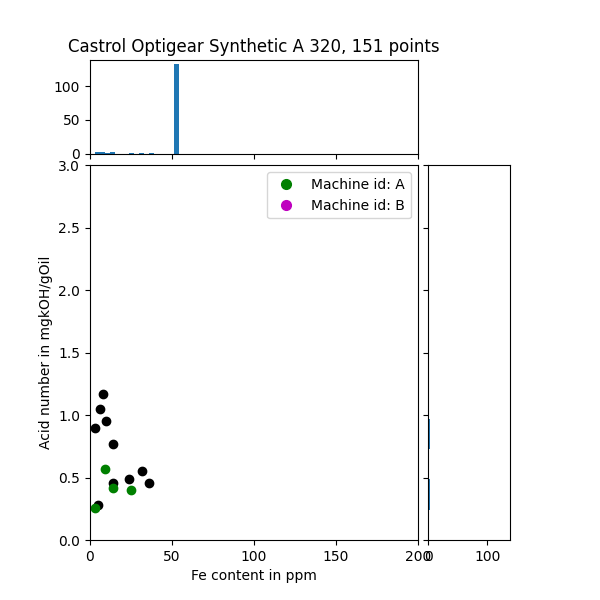 Castrol Optigear Synthetic A 320, 151 points
100
50
0
3.0
2.5
2.0
1.5
1.0
0.5
0.0
Acid number in mgkOH/gOil
Machine id: A
Machine id: B
0 50 100 150 200 0 100
Fe content in ppm